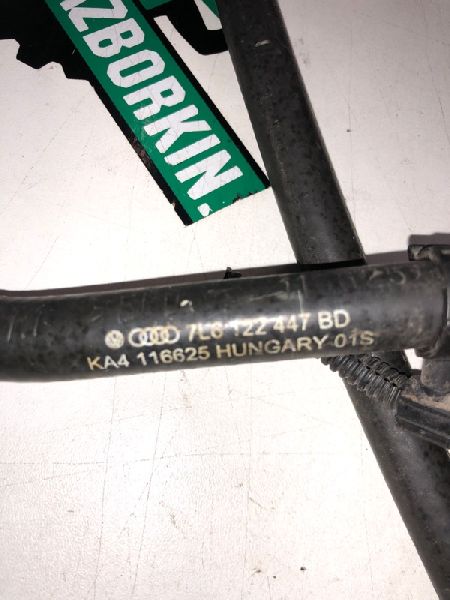 ZBORKIN.
7L6 122 447 BD
KA4 116625 HUNGARY 01S